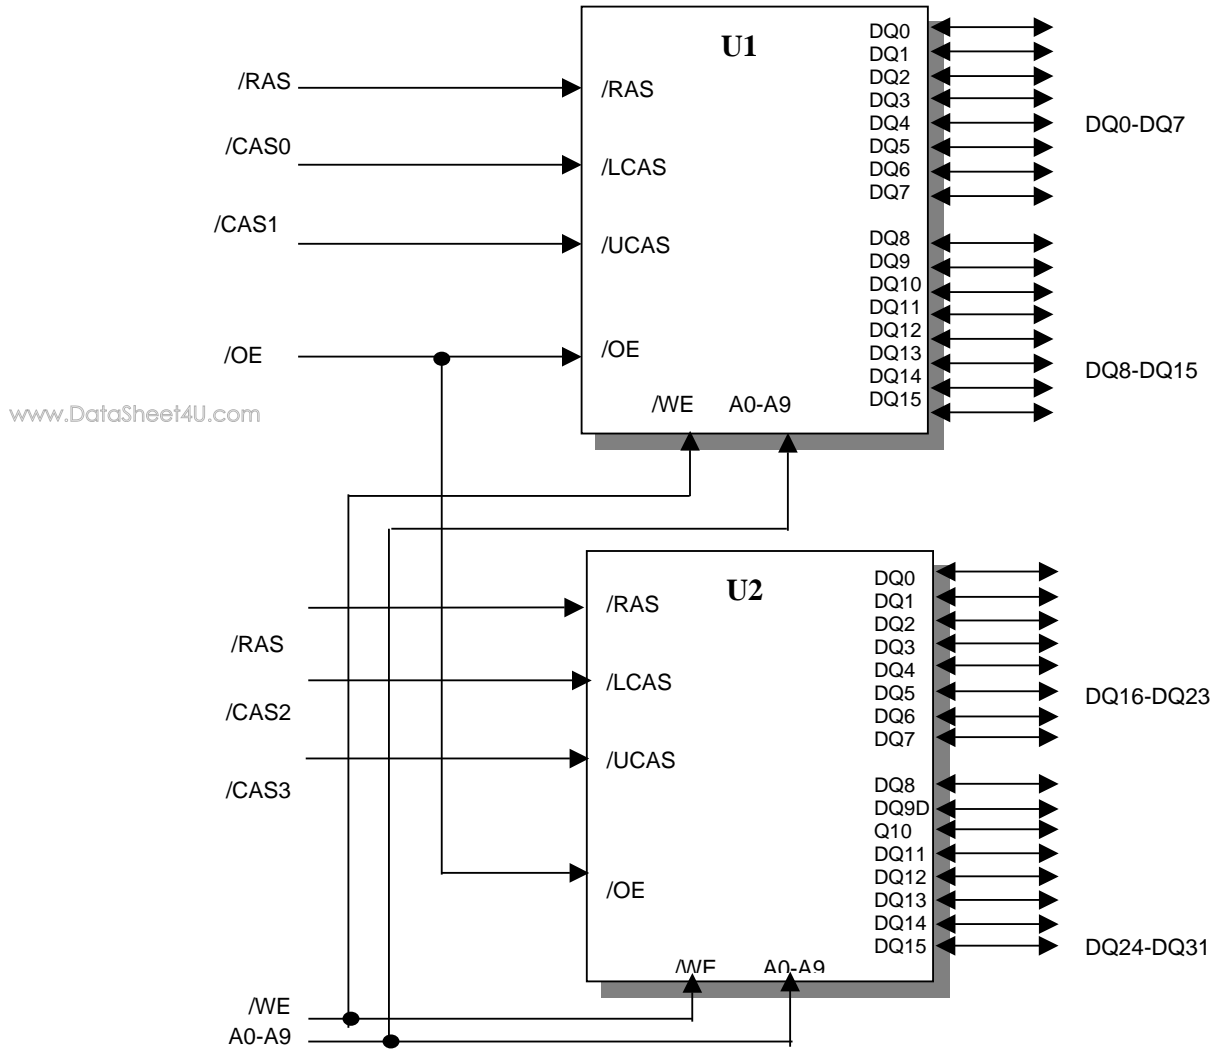 U1
/RAS
/CAS0
/CAS1
/OE
/RAS
/LCAS
/UCAS
/OE
/WE A0-A9
DQ0
DQ1
DQ2
DQ3
DQ4
DQ5
DQ6
DQ7
DQ8
DQ9
DQ10
DQ11
DQ12
DQ13
DQ14
DQ15
DQ0-DQ7
DQ8-DQ15
www.DataSheet4U.com
U2
/RAS
/CAS2
/CAS3
/RAS
/LCAS
/UCAS
/OE
/WE A0-A9
DQ0
DQ1
DQ2
DQ3
DQ4
DQ5
DQ6
DQ7
DQ8
DQ9D
Q10
DQ11
DQ12
DQ13
DQ14
DQ15
DQ16-DQ23
DQ24-DQ31
/WE
A0-A9